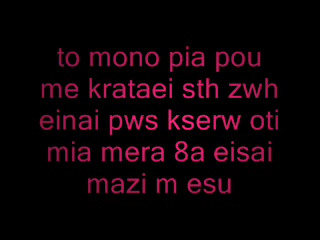 to mono pia pou
me krataei sth zwh
einai pws kserw oti
mia mera 8a eisai
mazi m esu